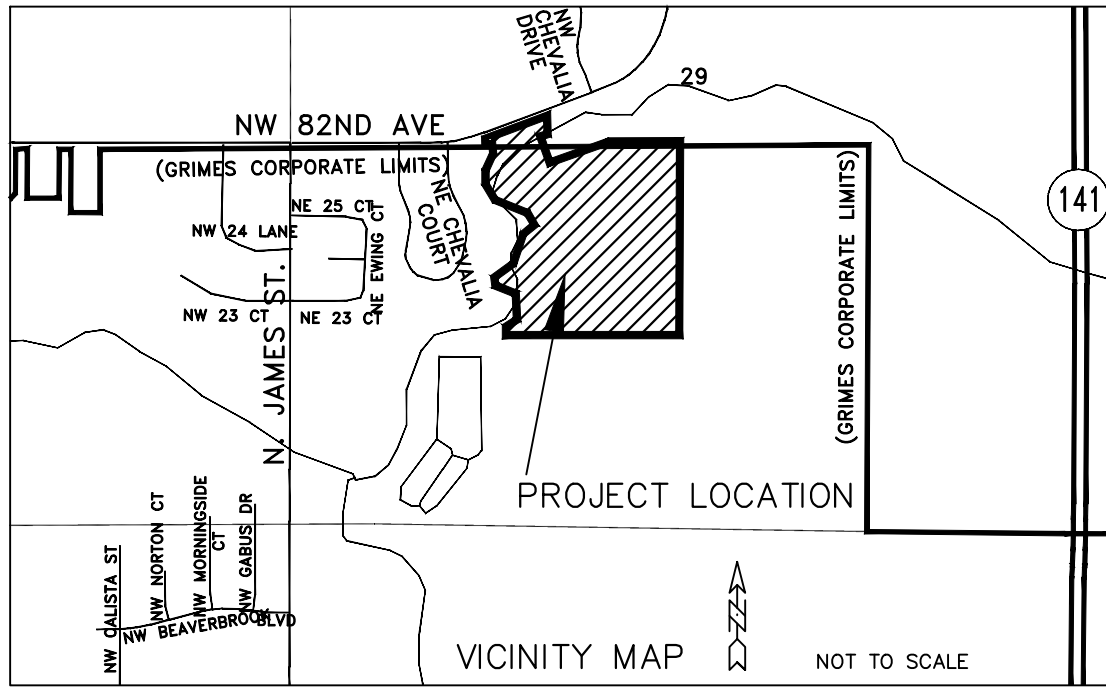 NW
CHEVALIA
DRIVE
29
NW 82ND AVE
(GRIMES CORPORATE LIMITS)
141
NE 25 CT
NW 24 LANE
NE EWING CT
NE CHEVALIA
COURT
(GRIMES CORPORATE LIMITS)
NW 23 CT
NE 23 CT
N. JAMES ST.
PROJECT LOCATION
NW CALISTA ST
NW NORTON CT
NW MORNINGSIDE
CT
NW GABUS DR
NW BEAVERBROOK BLVD
VICINITY MAP
N
NOT TO SCALE